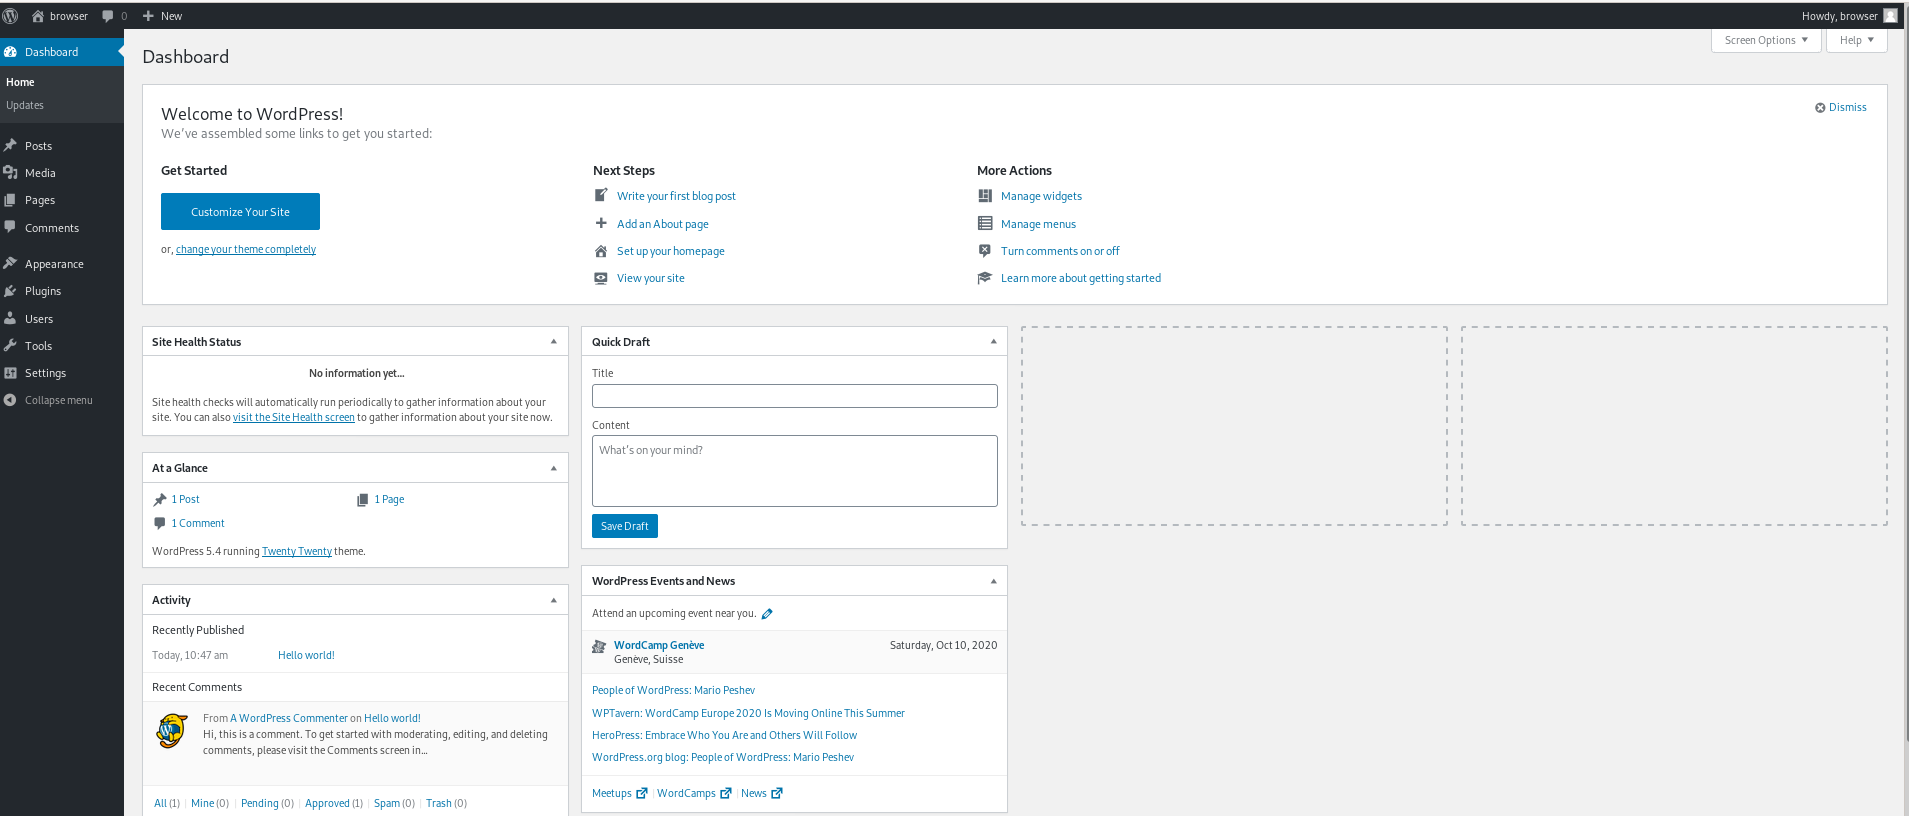 browser 0 New Howdy, browser
Dashboard
Home
Updates
Posts
Media
Pages
Comments
Appearance
Plugins
Users
Tools
Settings
Collapse menu
Screen Options Help
Dashboard
Welcome to WordPress!
We've assembled some links to get you started:
Dismiss
Get Started
Customize Your Site
or, change your theme completely
Next Steps
Write your first blog post
Add an About page
Set up your homepage
View your site
More Actions
Manage widgets
Manage menus
Turn comments on or off
Learn more about getting started
Site Health Status
No information yet...
Site health checks will automatically run periodically to gather information about your
site. You can also visit the Site Health screen to gather information about your site now.
At a Glance
1 Post 1 Page
1 Comment
WordPress 5.4 running Twenty Twenty theme.
Activity
Recently Published
Today, 10:47 am Hello world!
Recent Comments
From A WordPress Commenter on Hello world!
Hi, this is a comment. To get started with moderating, editing, and deleting
comments, please visit the Comments screen in...
All (1) | Mine (0) | Pending (0) | Approved (1) | Spam (0) | Trash (0)
Quick Draft
Title
Content
What's on your mind?
Save Draft
WordPress Events and News
Attend an upcoming event near you.
WordCamp Genève Saturday, Oct 10, 2020
Genève, Suisse
People of WordPress: Mario Peshev
WPTavern: WordCamp Europe 2020 Is Moving Online This Summer
HeroPress: Embrace Who You Are and Others Will Follow
WordPress.org blog: People of WordPress: Mario Peshev
Meetups | WordCamps | News